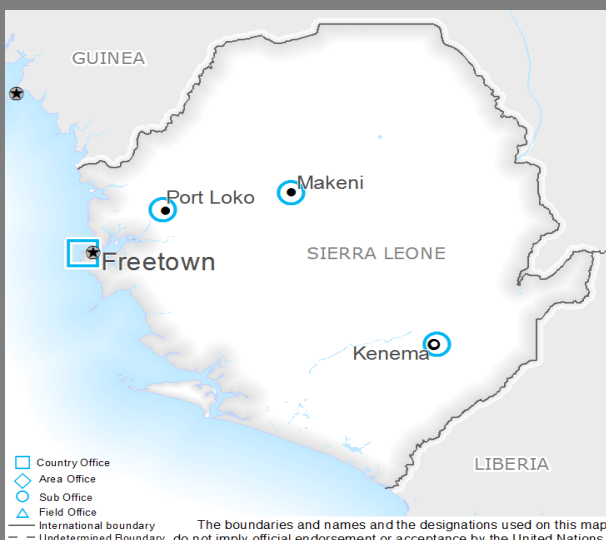 GUINEA
Makeni
Port Loko
SIERRA LEONE
Freetown
Kenema
LIBERIA
Country Office
Area Office
Sub Office
Field Office
International boundary
Undetermined Boundary
The boundaries and names and the designations used on this map
do not imply official endorsement or acceptance by the United Nations